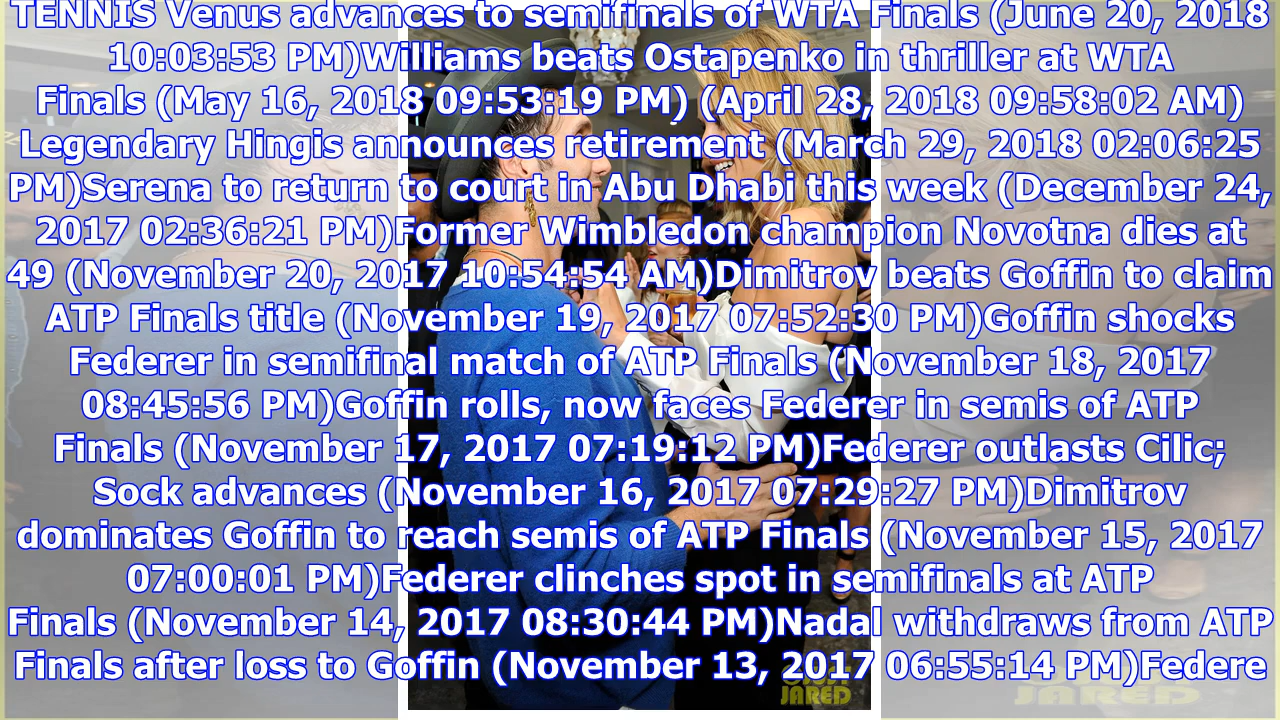 TENNIS Venus advances to semifinals of WTA Finals (June 20, 2018
10:03:53 PM)Williams beats Ostapenko in thriller at WTA
Finals (May 16, 2018 09:53:19 PM) (April 28, 2018 09:58:02 AM)
Legendary Hingis announces retirement (March 29, 2018 02:06:25
PM)Serena to return to court in Abu Dhabi this week (December 24,
2017 02:36:21 PM)Former Wimbledon champion Novotna dies at
49 (November 20, 2017 10:54:54 AM)Dimitrov beats Goffin to claim
ATP Finals title (November 19, 2017 07:52:30 PM)Goffin shocks
Federer in semifinal match of ATP Finals (November 18, 2017
08:45:56 PM)Goffin rolls, now faces Federer in semis of ATP
Finals (November 17, 2017 07:19:12 PM)Federer outlasts Cilic;
Sock advances (November 16, 2017 07:29:27 PM)Dimitrov
dominates Goffin to reach semis of ATP Finals (November 15, 2017
07:00:01 PM)Federer clinches spot in semifinals at ATP
Finals (November 14, 2017 08:30:44 PM)Nadal withdraws from ATP
Finals after loss to Goffin (November 13, 2017 06:55:14 PM)Federe
JUST
JARED
JARED